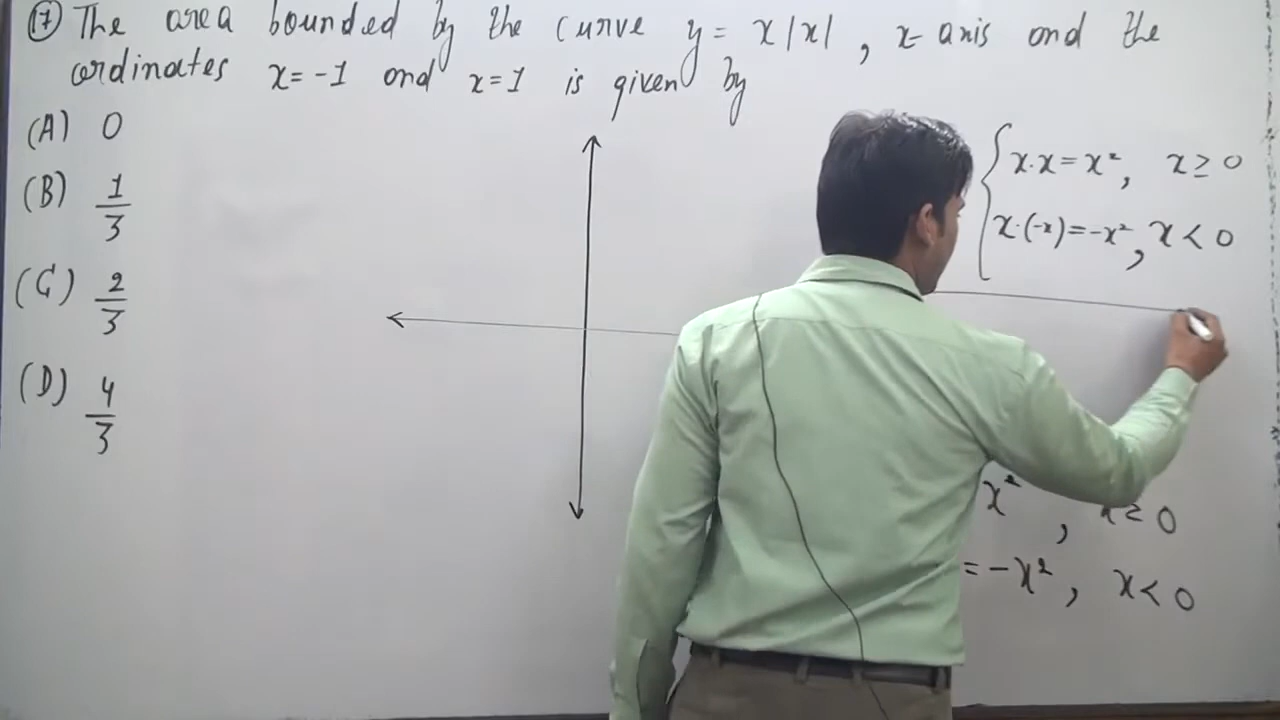 (17) The area bounded by the curve y = x|x| , x-axis and the
ordinates x = -1 and x = 1 is given by
(A) 0
(B) 1/3
(C) 2/3
(D) 4/3
x.x = x², x ≥ 0
x.(-x) = -x², x < 0
x² , x ≥ 0
= -x² , x < 0